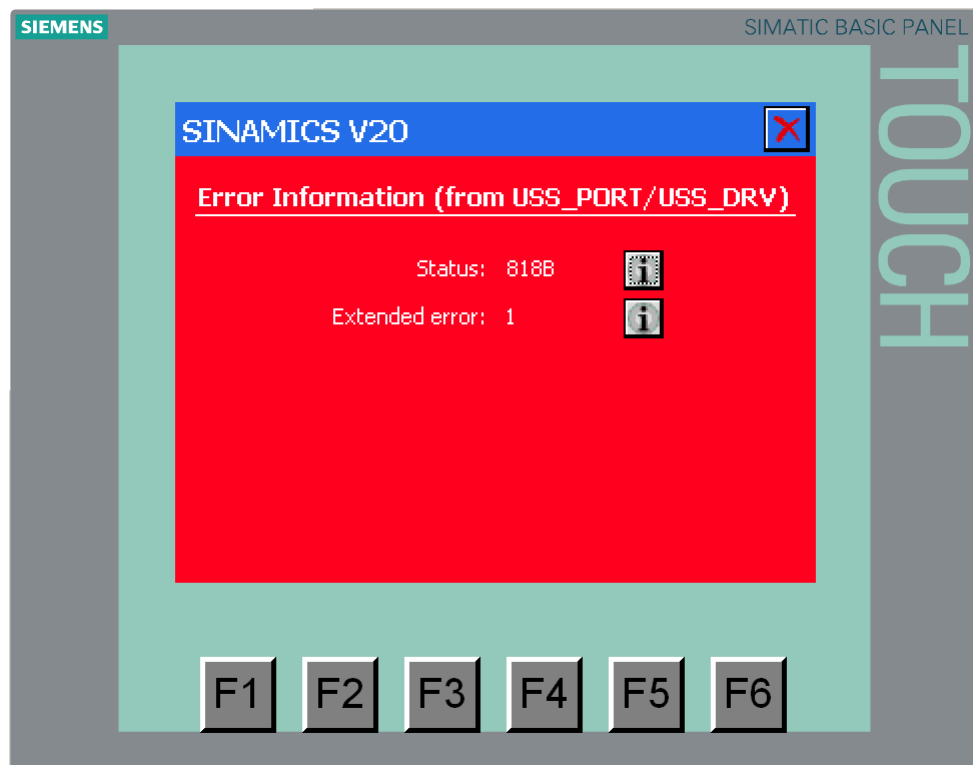 SIEMENS
SIMATIC BASIC PANEL
TOUCH
SINAMICS V20
Error Information (from USS_PORT/USS_DRV)
Status: 818B
Extended error: 1
F1 F2 F3 F4 F5 F6